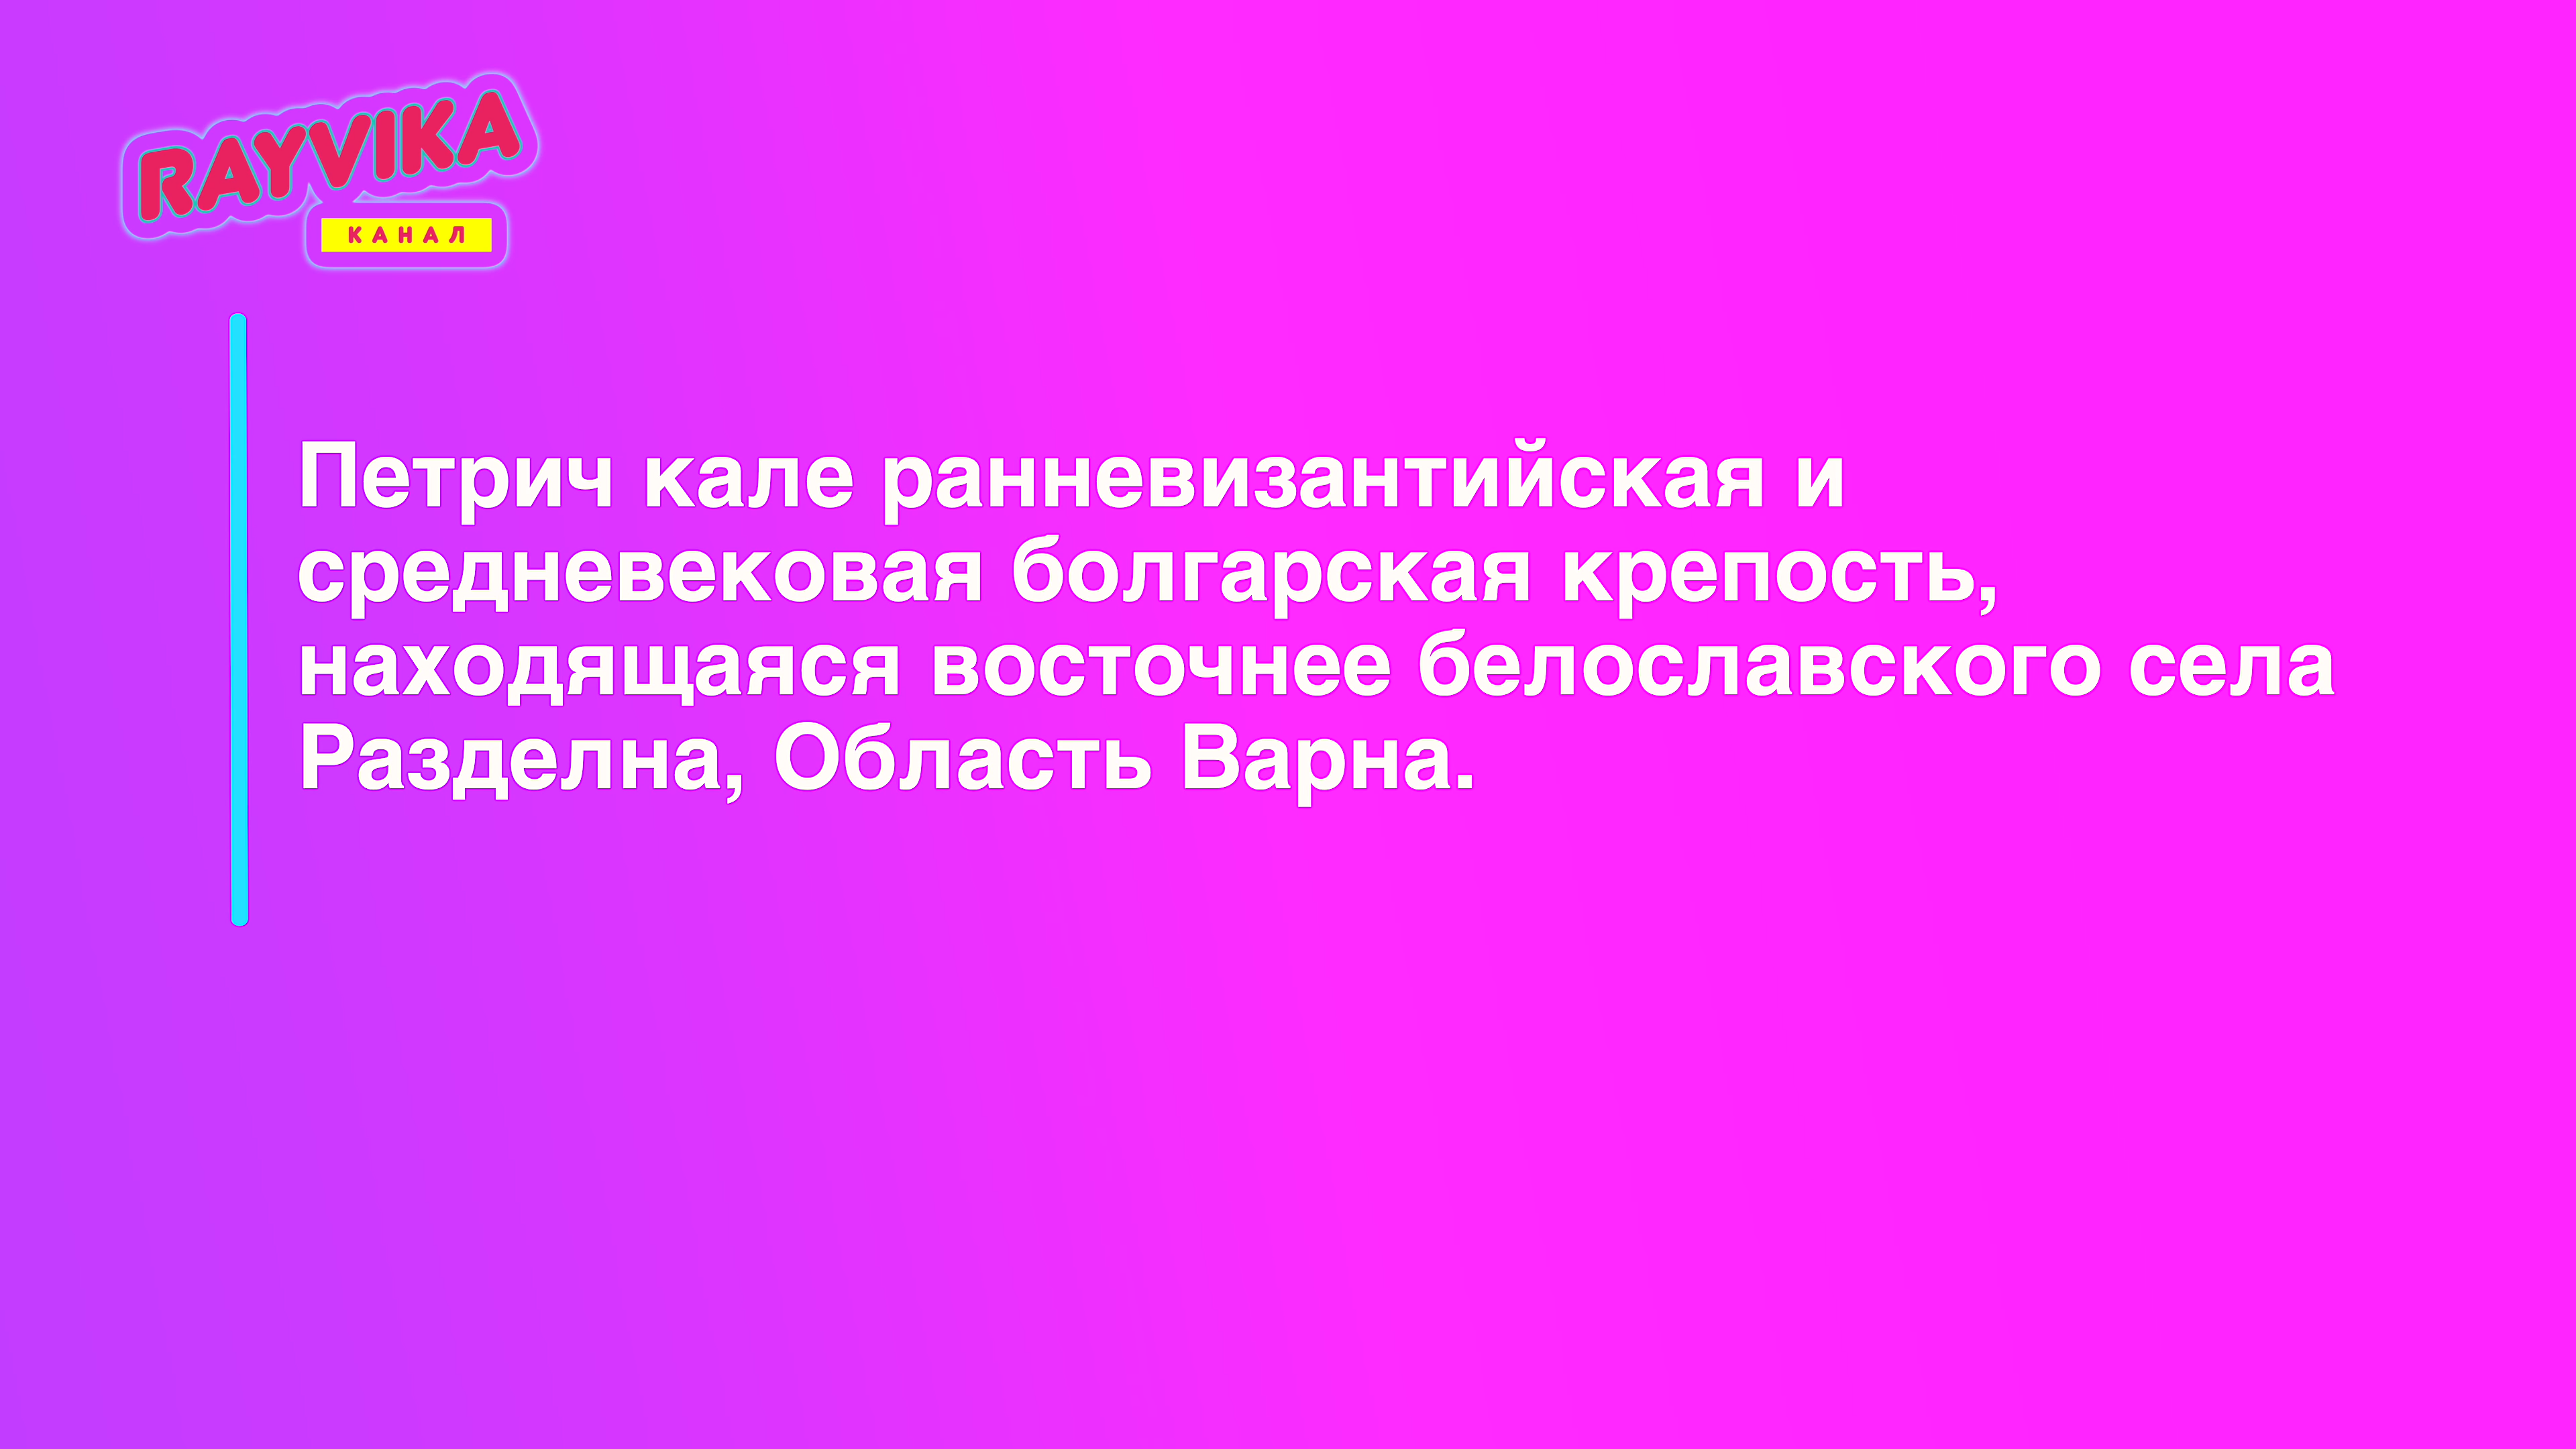 RAYVIKA
КАНАЛ
Петрич кале ранневизантийская и
средневековая болгарская крепость,
находящаяся восточнее белославского села
Разделна, Область Варна.